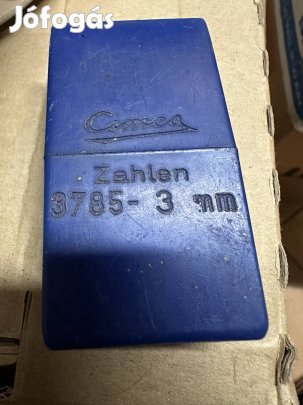 Jófogás
Cimca
Zahlen
3785- 3 mm